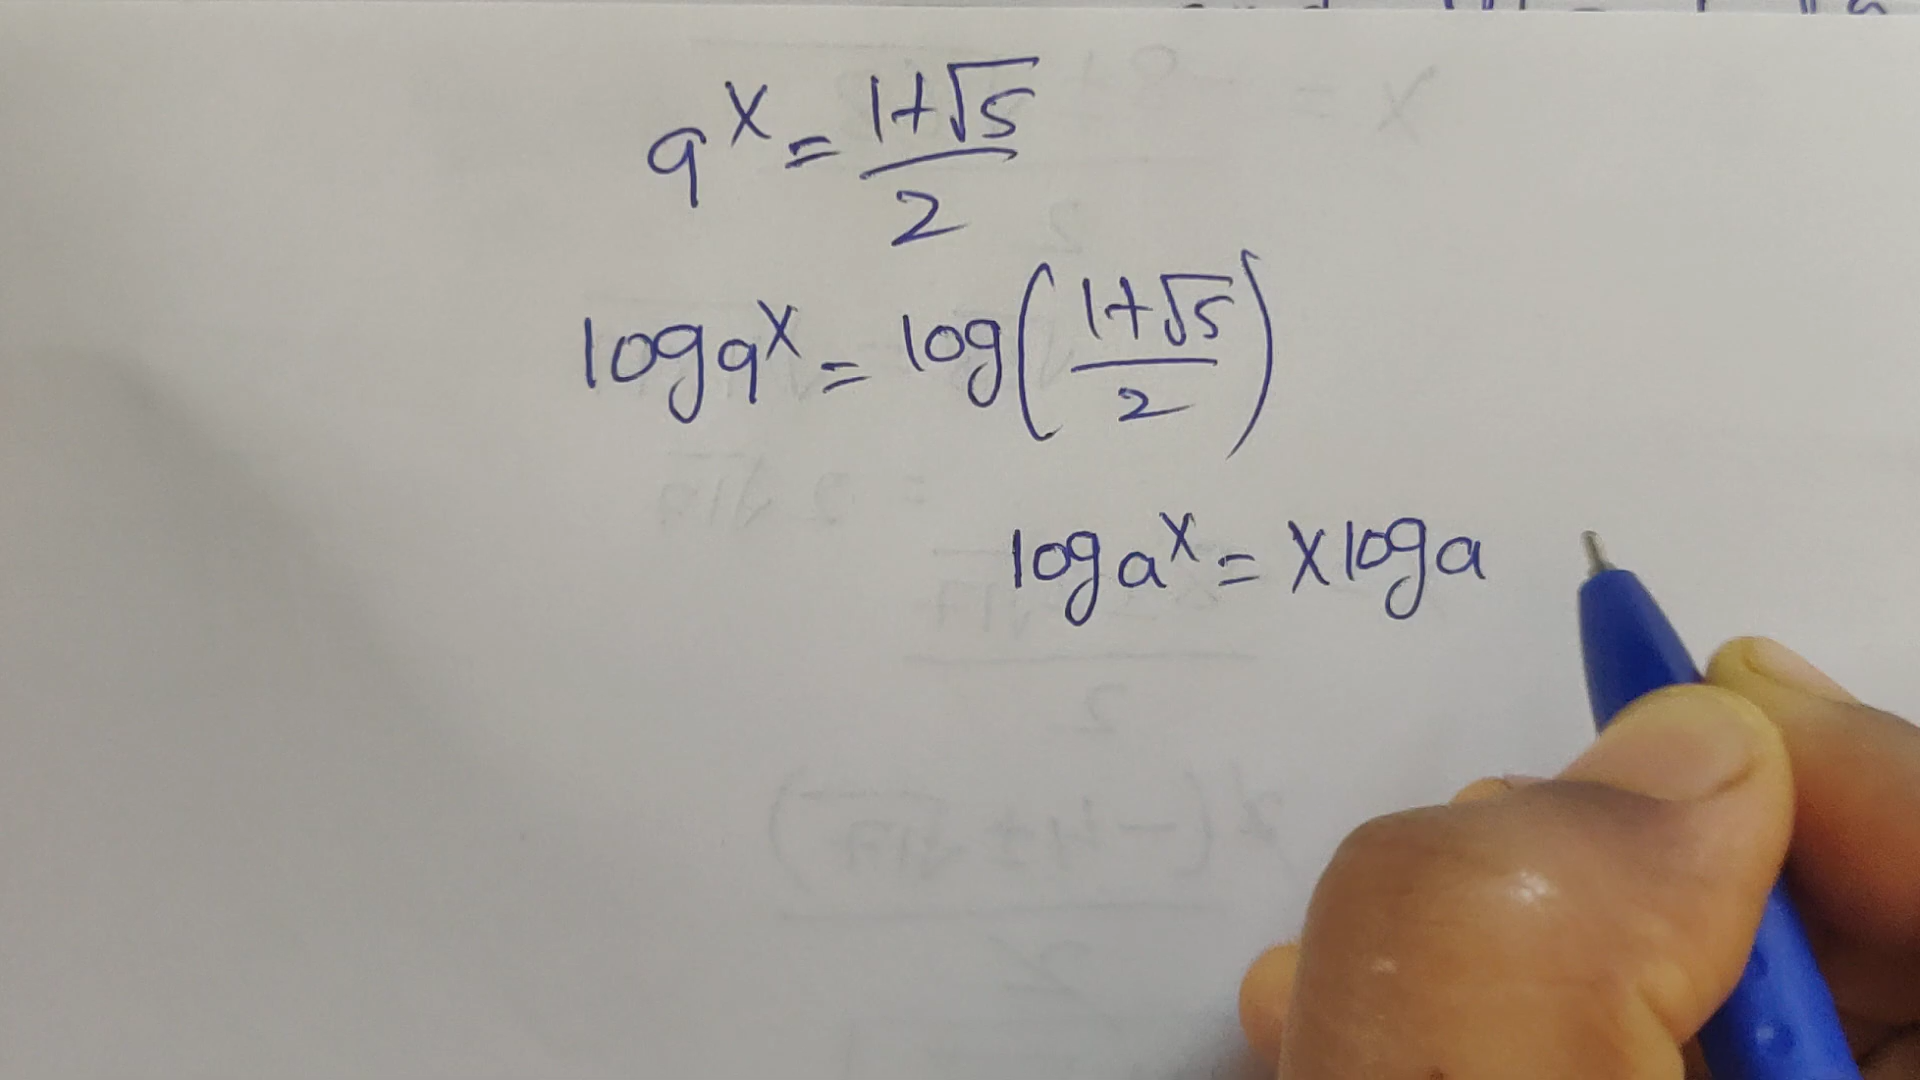 9^x = (1+√5)/2
log 9^x = log((1+√5)/2)
log a^x = x log a